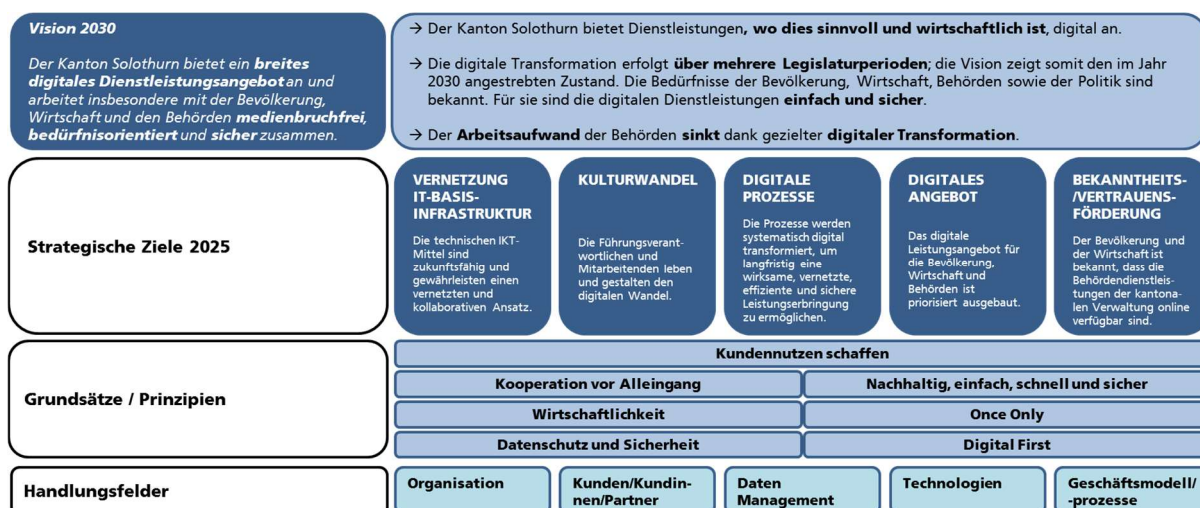 Vision 2030
Der Kanton Solothurn bietet ein breites
digitales Dienstleistungsangebot an und
arbeitet insbesondere mit der Bevölkerung,
Wirtschaft und den Behörden medienbruchfrei,
bedürfnisorientiert und sicher zusammen.
→ Der Kanton Solothurn bietet Dienstleistungen, wo dies sinnvoll und wirtschaftlich ist, digital an.
→ Die digitale Transformation erfolgt über mehrere Legislaturperioden; die Vision zeigt somit den im Jahr
2030 angestrebten Zustand. Die Bedürfnisse der Bevölkerung, Wirtschaft, Behörden sowie der Politik sind
bekannt. Für sie sind die digitalen Dienstleistungen einfach und sicher.
→ Der Arbeitsaufwand der Behörden sinkt dank gezielter digitaler Transformation.
Strategische Ziele 2025
VERNETZUNG
IT-BASIS-
INFRASTRUKTUR
Die technischen IKT-
Mittel sind
zukunftsfähig und
gewährleisten einen
vernetzten und
kollaborativen Ansatz.
KULTURWANDEL
Die Führungsverant-
wortlichen und
Mitarbeitenden leben
und gestalten den
digitalen Wandel.
DIGITALE
PROZESSE
Die Prozesse werden
systematisch digital
transformiert, um
langfristig eine
wirksame, vernetzte,
effiziente und sichere
Leistungserbringung
zu ermöglichen.
DIGITALES
ANGEBOT
Das digitale
Leistungsangebot für
die Bevölkerung,
Wirtschaft und
Behörden ist
priorisiert ausgebaut.
BEKANNTHEITS-
/VERTRAUENS-
FÖRDERUNG
Der Bevölkerung und
der Wirtschaft ist
bekannt, dass die
Behördendienstleis-
tungen der kantona-
len Verwaltung online
verfügbar sind.
Grundsätze / Prinzipien
Kundennutzen schaffen
Kooperation vor Alleingang
Nachhaltig, einfach, schnell und sicher
Wirtschaftlichkeit
Once Only
Datenschutz und Sicherheit
Digital First
Handlungsfelder
Organisation
Kunden/Kundin-
nen/Partner
Daten
Management
Technologien
Geschäftsmodell/
-prozesse